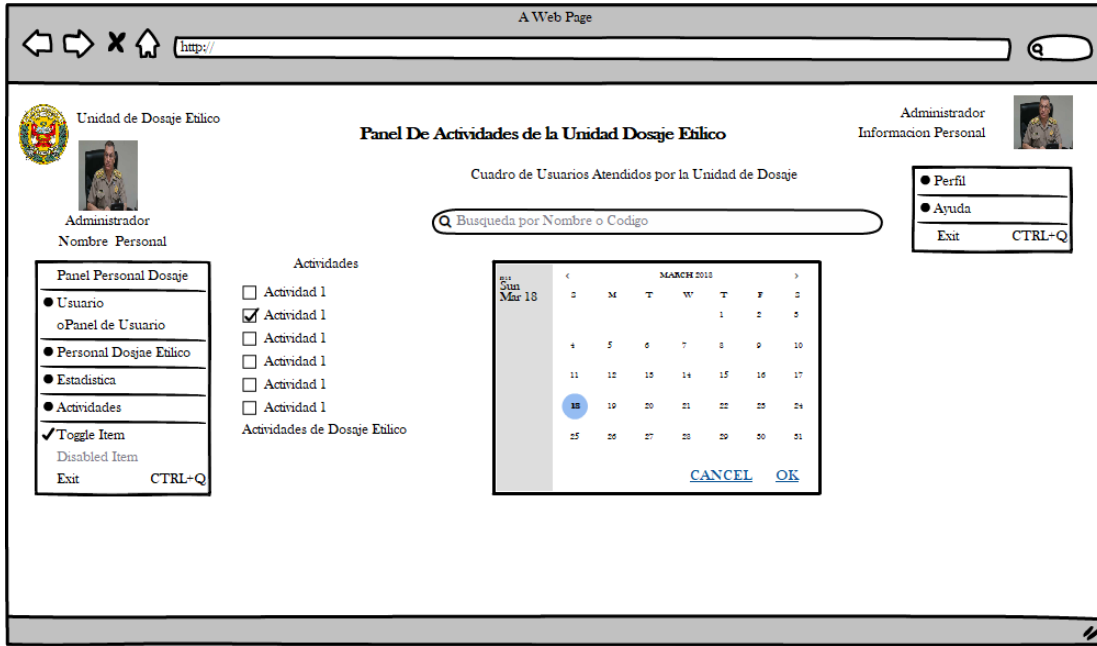 A Web Page
http://
Unidad de Dosaje Etilico
Administrador
Informacion Personal
Panel De Actividades de la Unidad Dosaje Etilico
Cuadro de Usuarios Atendidos por la Unidad de Dosaje
Perfil
Ayuda
Exit CTRL+Q
Administrador
Nombre Personal
Busqueda por Nombre o Codigo
Panel Personal Dosaje
Usuario
oPanel de Usuario
Personal Dosjae Etilico
Estadistica
Actividades
Toggle Item
Disabled Item
Exit CTRL+Q
Actividades
Actividad 1
Actividad 1
Actividad 1
Actividad 1
Actividad 1
Actividad 1
Actividades de Dosaje Etilico
Sun
Mar 18
‹ MARCH 2018 ›
S M T W T F S
1 2 3
4 5 6 7 8 9 10
11 12 13 14 15 16 17
18 19 20 21 22 23 24
25 26 27 28 29 30 31
CANCEL OK